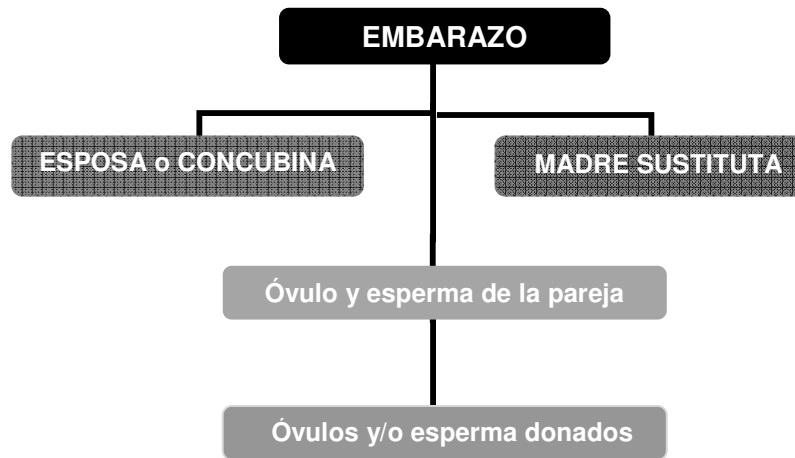 EMBARAZO
ESPOSA o CONCUBINA
MADRE SUSTITUTA
Óvulo y esperma de la pareja
Óvulos y/o esperma donados